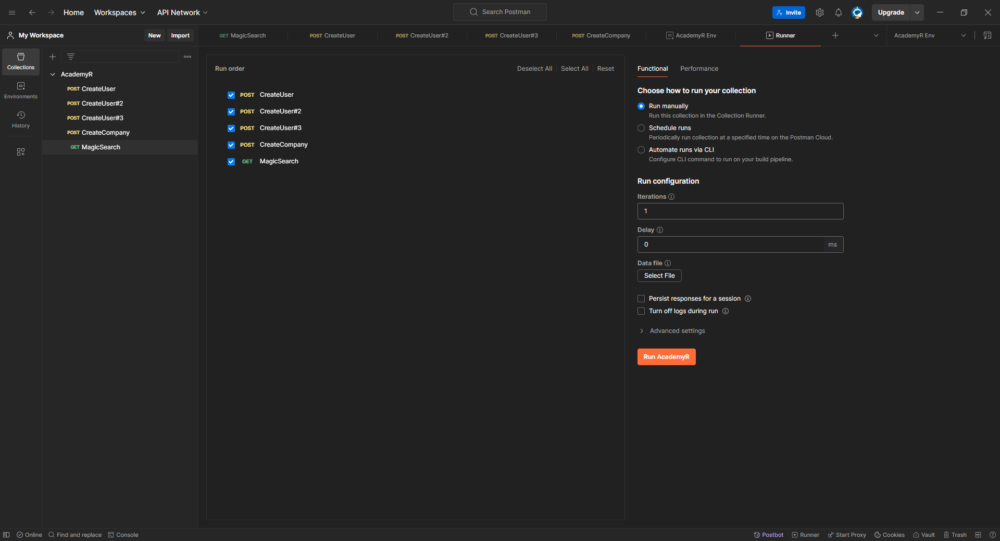 Home
Workspaces
API Network
Search Postman
Invite
Upgrade
My Workspace
New
Import
GET MagicSearch
POST CreateUser
POST CreateUser#2
POST CreateUser#3
POST CreateCompany
AcademyR Env
Runner
AcademyR Env
Collections
Environments
History
AcademyR
POST CreateUser
POST CreateUser#2
POST CreateUser#3
POST CreateCompany
GET MagicSearch
Run order
Deselect All
Select All
Reset
POST CreateUser
POST CreateUser#2
POST CreateUser#3
POST CreateCompany
GET MagicSearch
Functional
Performance
Choose how to run your collection
Run manually
Run this collection in the Collection Runner.
Schedule runs
Periodically run collection at a specified time on the Postman Cloud.
Automate runs via CLI
Configure CLI command to run on your build pipeline.
Run configuration
Iterations
1
Delay
0 ms
Data file
Select File
Persist responses for a session
Turn off logs during run
Advanced settings
Run AcademyR
Online
Find and replace
Console
Postbot
Runner
Start Proxy
Cookies
Vault
Trash